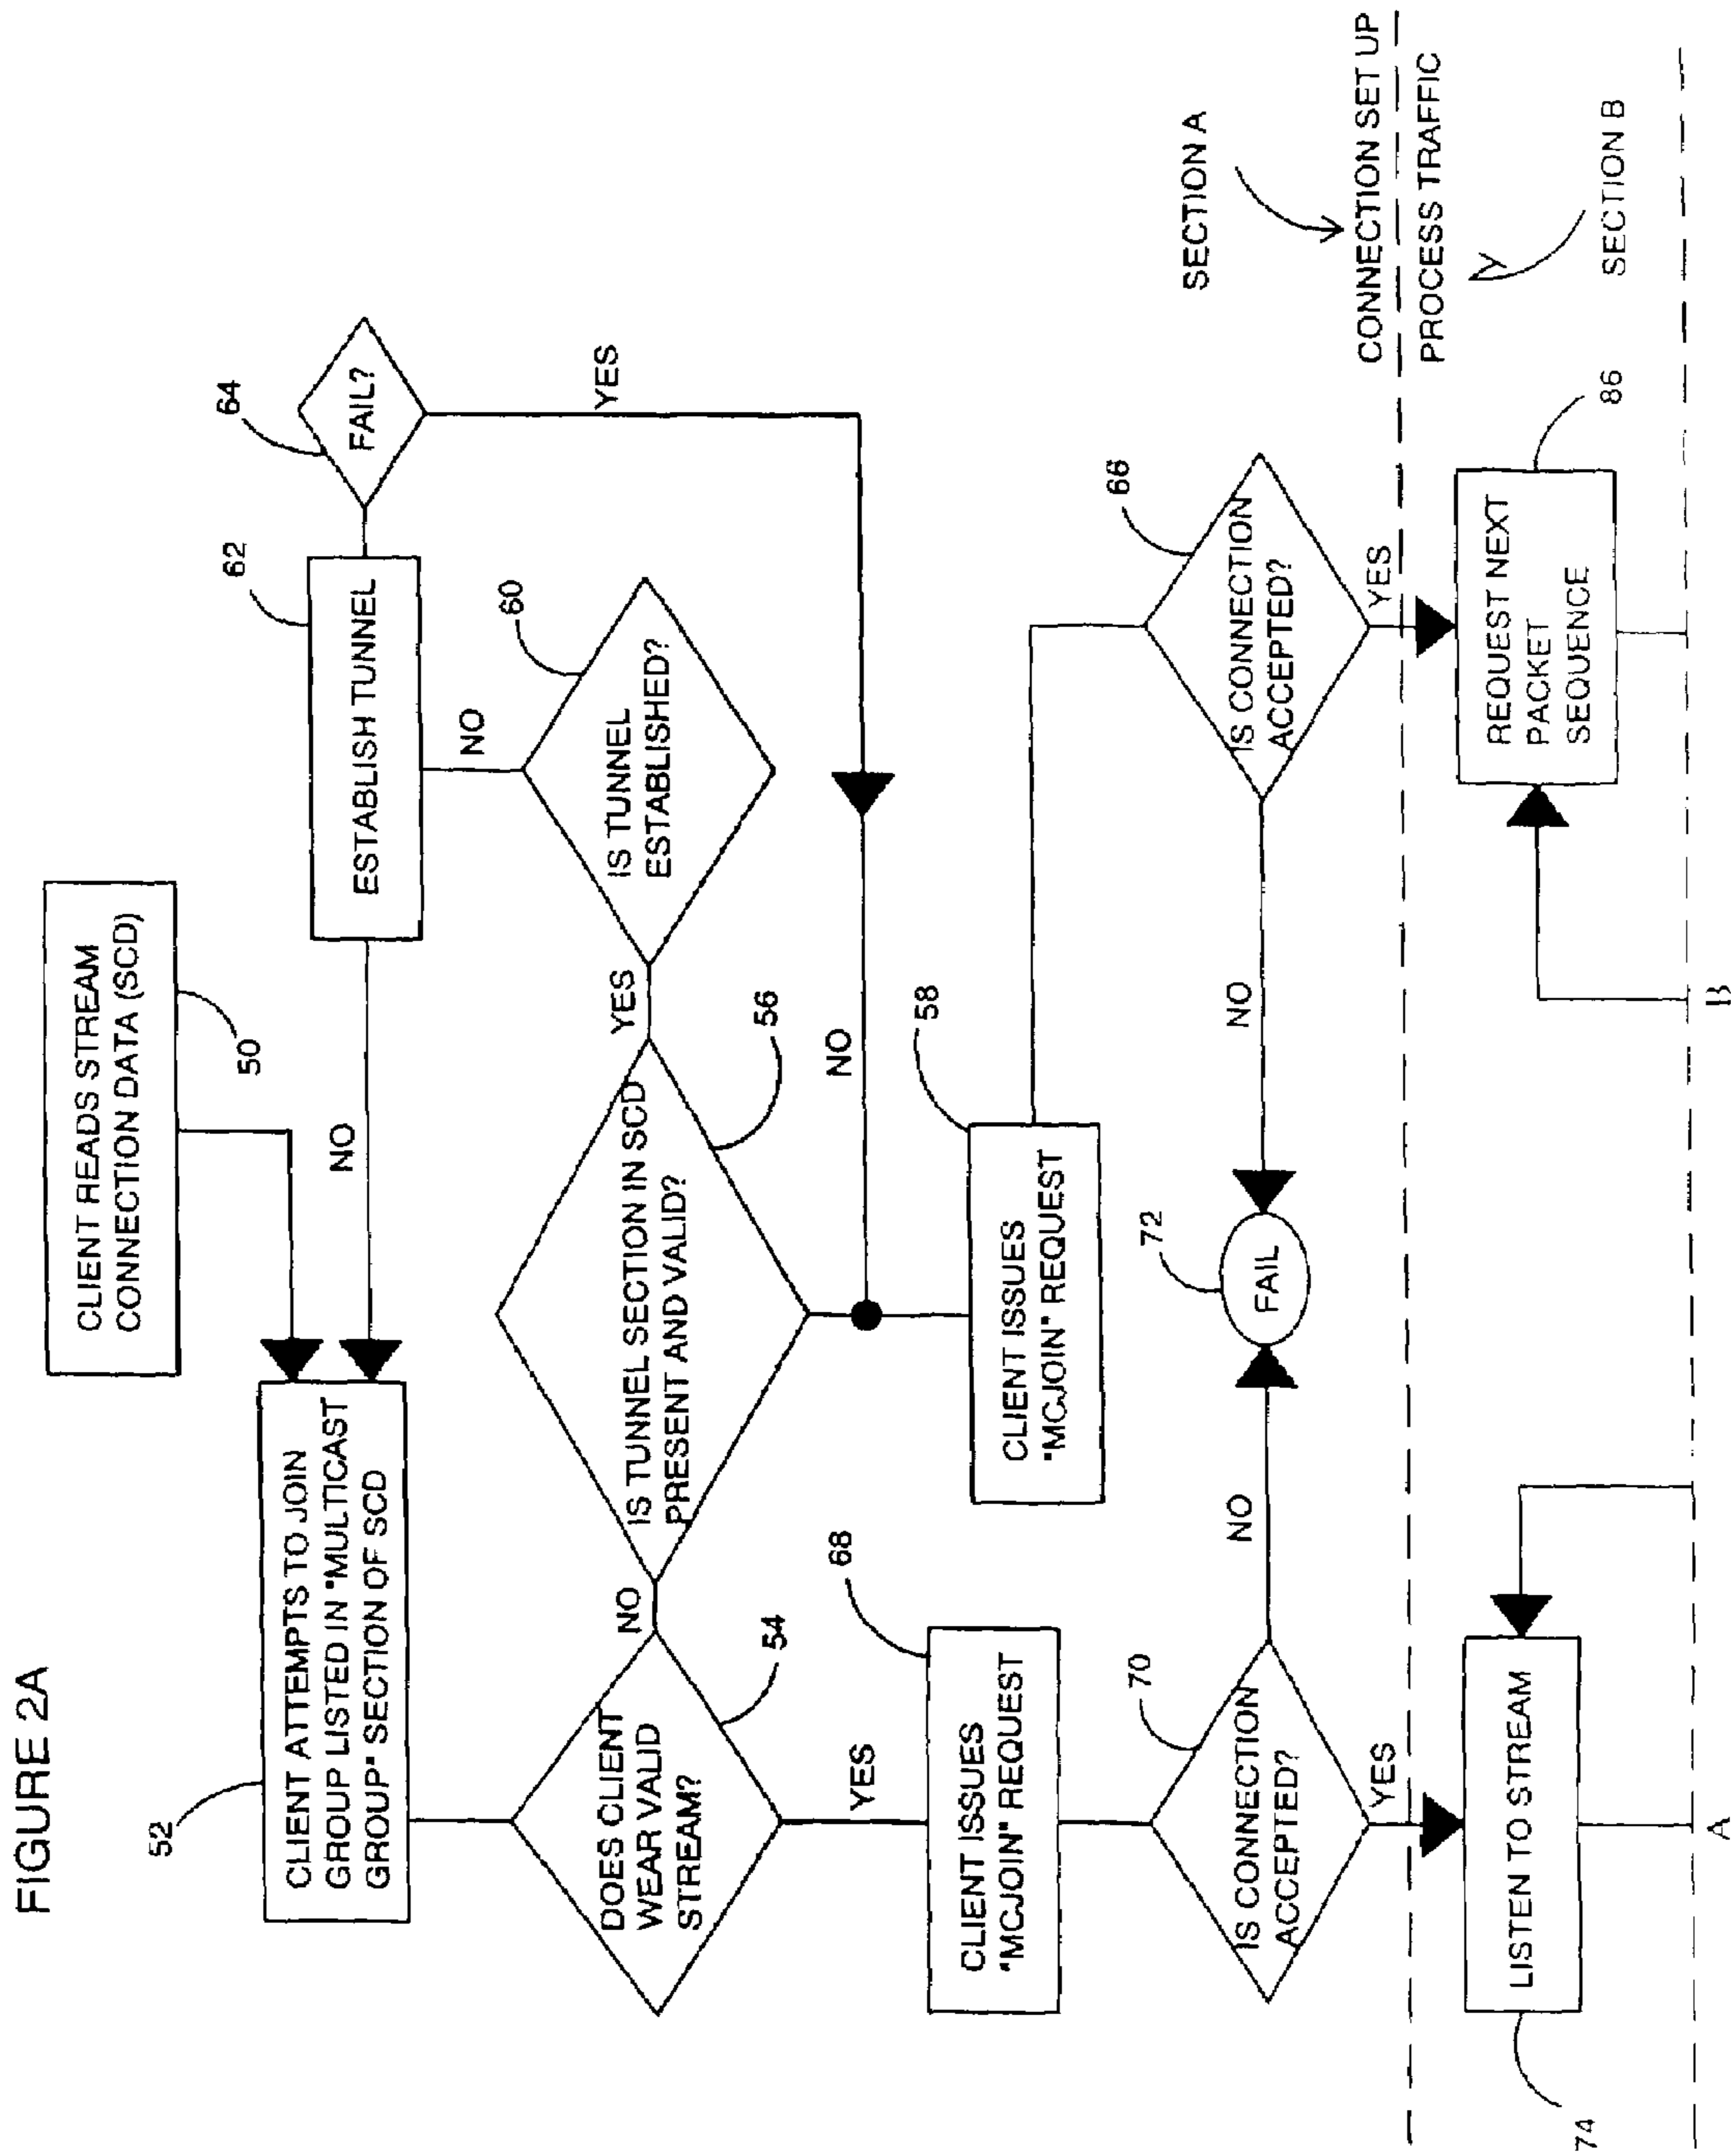 FIGURE 2A
CLIENT READS STREAM
CONNECTION DATA (SCD)
50
52
CLIENT ATTEMPTS TO JOIN
GROUP LISTED IN "MULTICAST
GROUP" SECTION OF SCD
NO
ESTABLISH TUNNEL
62
FAIL?
64
YES
DOES CLIENT
WEAR VALID
STREAM?
54
NO
IS TUNNEL SECTION IN SCD
PRESENT AND VALID?
56
YES
IS TUNNEL
ESTABLISHED?
60
NO
NO
YES
68
CLIENT ISSUES
"MCJOIN" REQUEST
58
CLIENT ISSUES
"MCJOIN" REQUEST
70
IS CONNECTION
ACCEPTED?
NO
72
FAIL
NO
66
IS CONNECTION
ACCEPTED?
YES
YES
SECTION A
CONNECTION SET UP
PROCESS TRAFFIC
SECTION B
74
LISTEN TO STREAM
REQUEST NEXT
PACKET
SEQUENCE
86
A
B